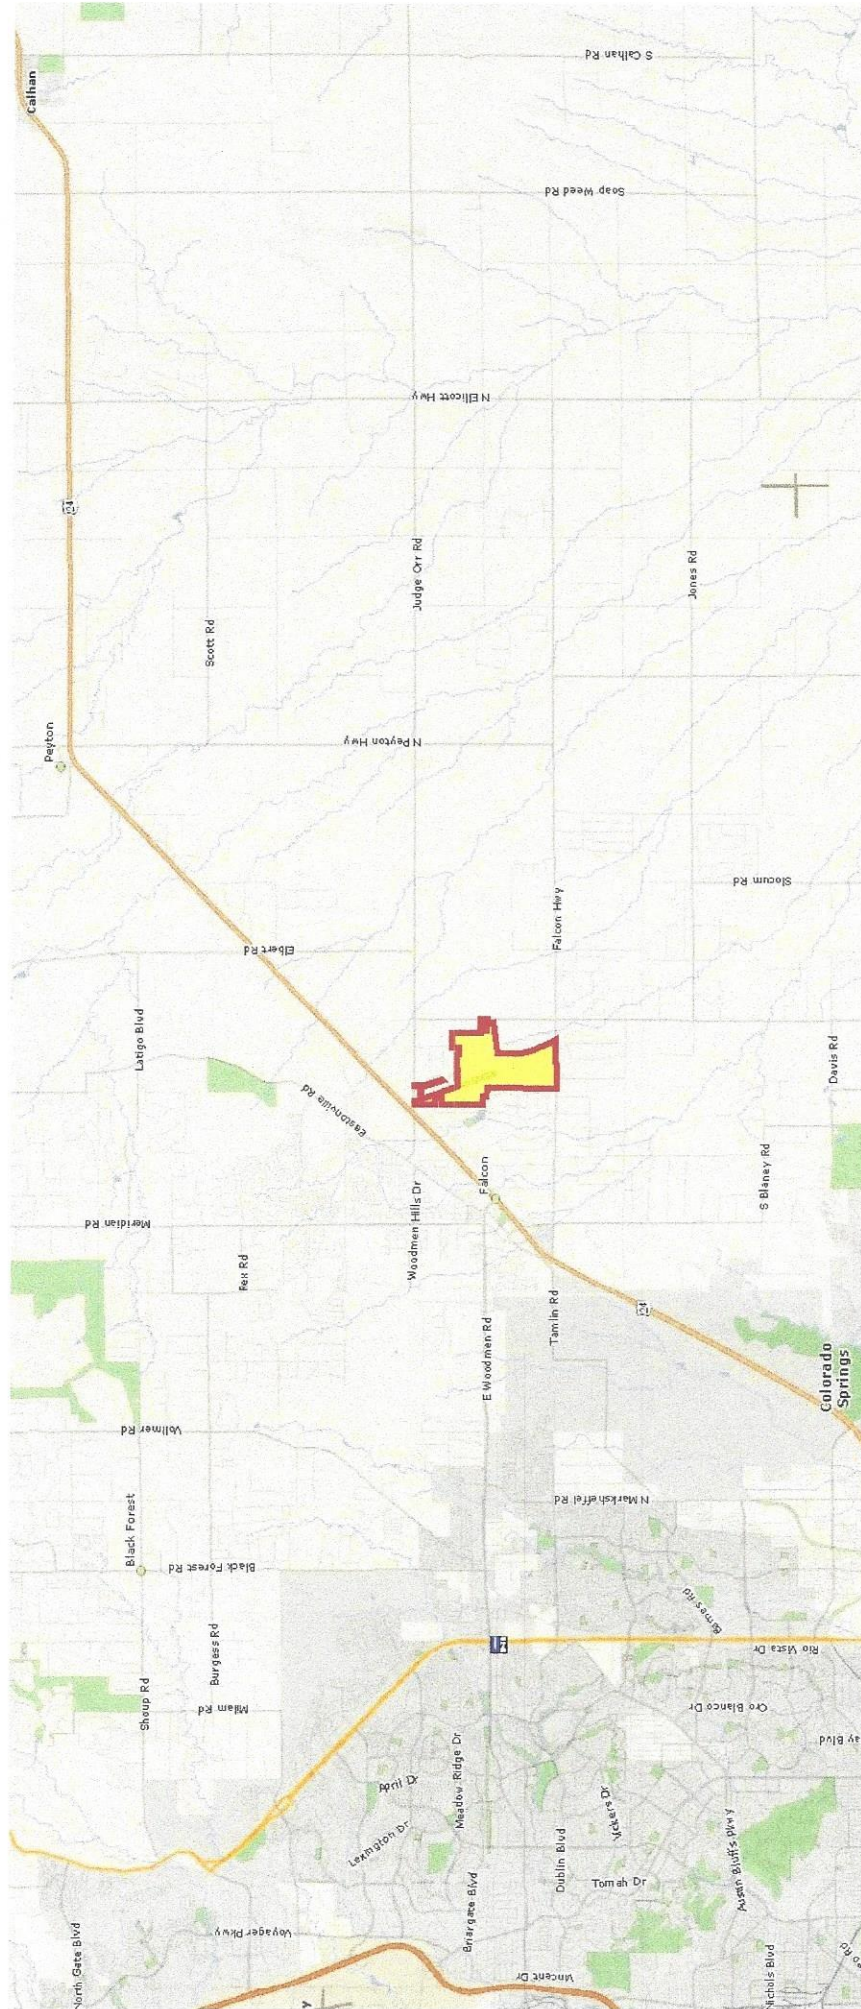 S Calhan Rd
Calhan
Soap Weed Rd
N Ellicott Hwy
24
Judge Orr Rd
Jones Rd
Scott Rd
Peyton
N Peyton Hwy
Slocum Rd
Falcon Hwy
Elbert Rd
Latigo Blvd
Davis Rd
Eastonville Rd
Falcon
S Blaney Rd
Woodmen Hills Dr
Meridian Rd
Rex Rd
24
Tamlin Rd
E Woodmen Rd
Colorado
Springs
Vollmer Rd
N Marksheffel Rd
Black Forest
Black Forest Rd
Barnes Rd
Burgess Rd
Rio Vista Dr
Shoup Rd
Milam Rd
Oro Blanco Dr
ay Blvd
April Dr
Meadow Ridge Dr
Vickers Dr
Lexington Dr
Dublin Blvd
Austin Bluffs Pkwy
Tomah Dr
Briargate Blvd
Voyager Pkwy
North Gate Blvd
Vincent Dr
Nichols Blvd